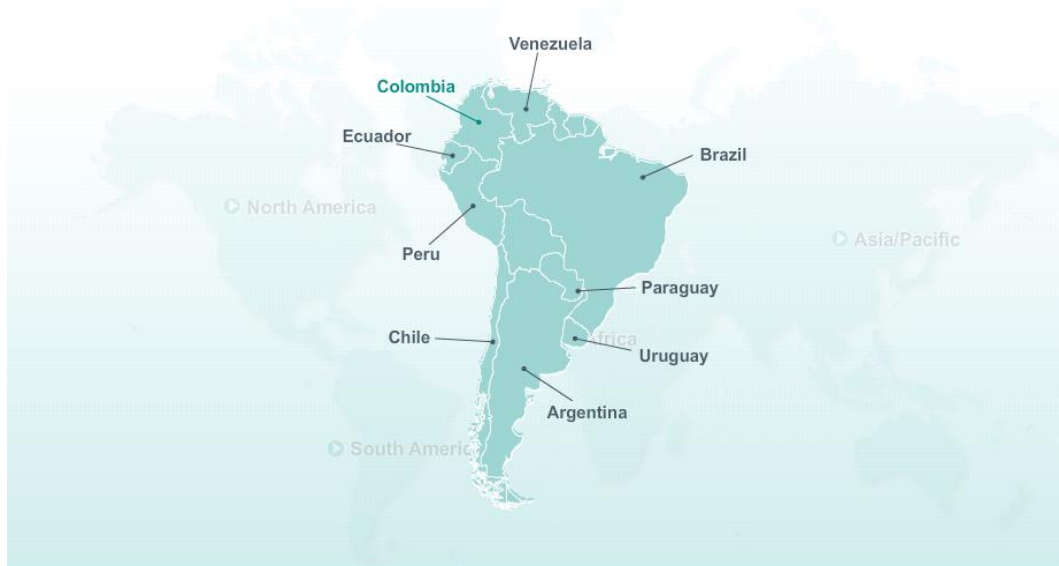 Venezuela
Colombia
Ecuador
Brazil
North America
Asia/Pacific
Peru
Paraguay
Chile
Uruguay
Argentina
South Americ